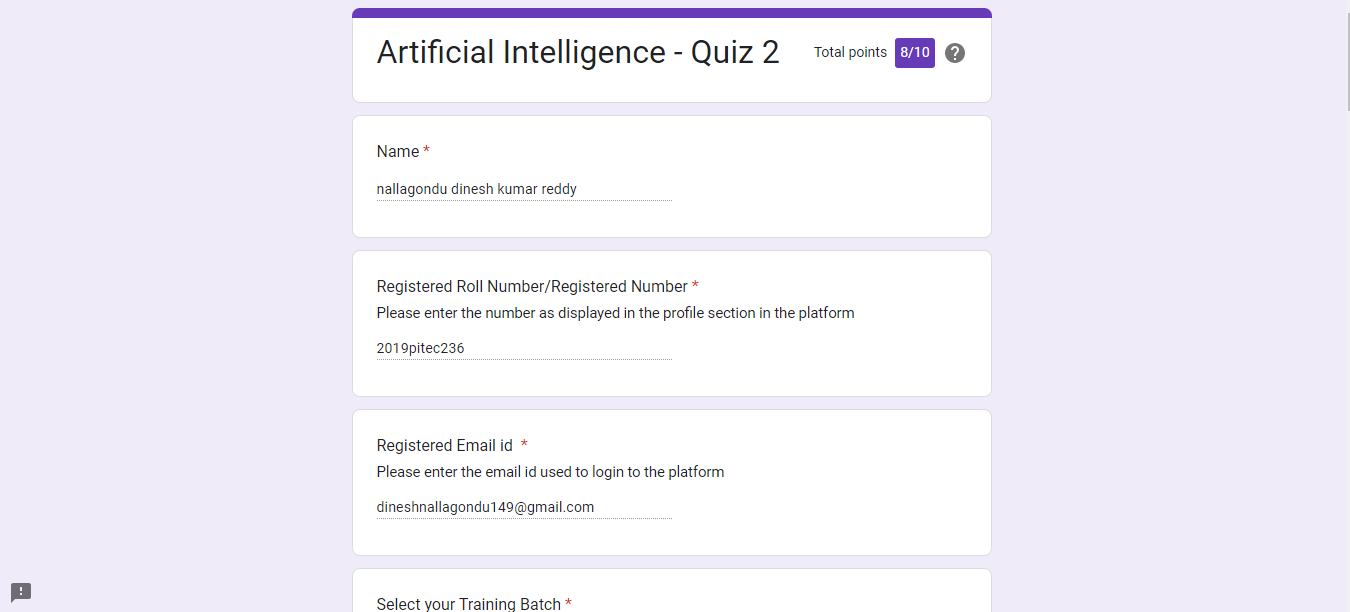 Artificial Intelligence - Quiz 2
Total points 8/10
Name *
nallagondu dinesh kumar reddy
Registered Roll Number/Registered Number *
Please enter the number as displayed in the profile section in the platform
2019pitec236
Registered Email id *
Please enter the email id used to login to the platform
dineshnallagondu149@gmail.com
Select your Training Batch *